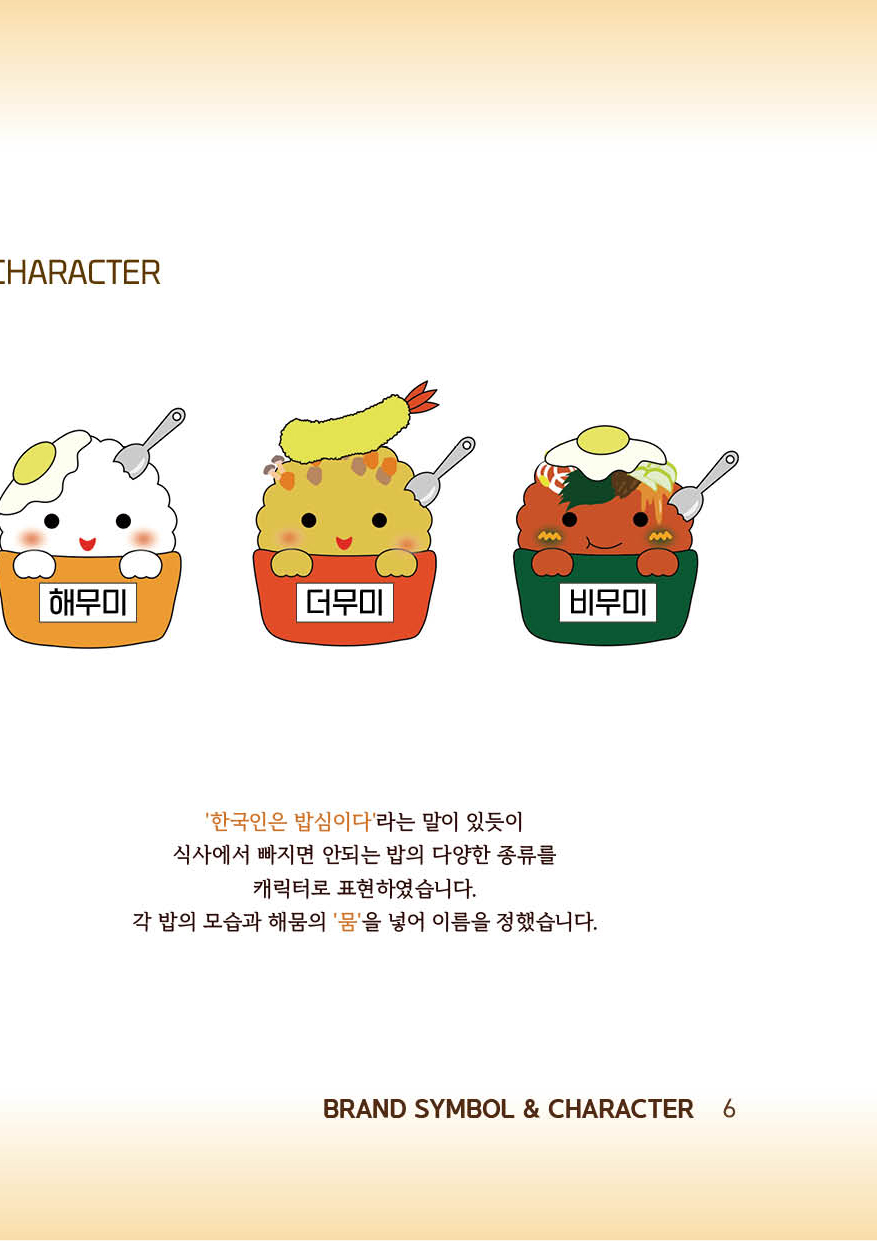 CHARACTER
해무미
더무미
비무미
'한국인은 밥심이다'라는 말이 있듯이
식사에서 빠지면 안되는 밥의 다양한 종류를
캐릭터로 표현하였습니다.
각 밥의 모습과 해뭄의 '뭄'을 넣어 이름을 정했습니다.
BRAND SYMBOL & CHARACTER 6